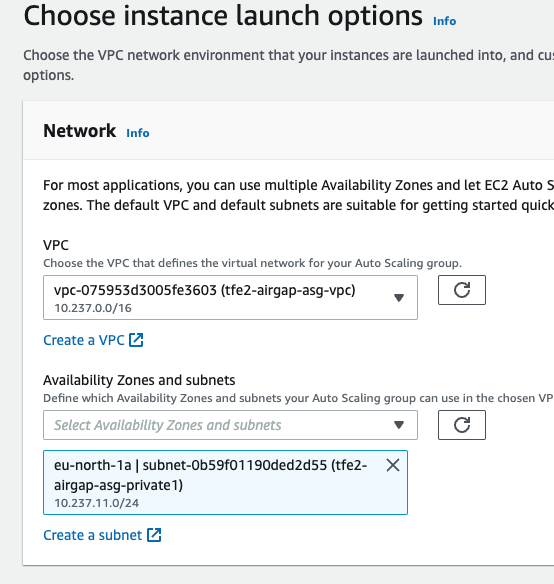 Choose instance launch options Info
Choose the VPC network environment that your instances are launched into, and cus
options.
Network Info
For most applications, you can use multiple Availability Zones and let EC2 Auto S
zones. The default VPC and default subnets are suitable for getting started quick
VPC
Choose the VPC that defines the virtual network for your Auto Scaling group.
vpc-075953d3005fe3603 (tfe2-airgap-asg-vpc)
10.237.0.0/16
Create a VPC
Availability Zones and subnets
Define which Availability Zones and subnets your Auto Scaling group can use in the chosen VP
Select Availability Zones and subnets
eu-north-1a | subnet-0b59f01190ded2d55 (tfe2-
airgap-asg-private1)
10.237.11.0/24
Create a subnet